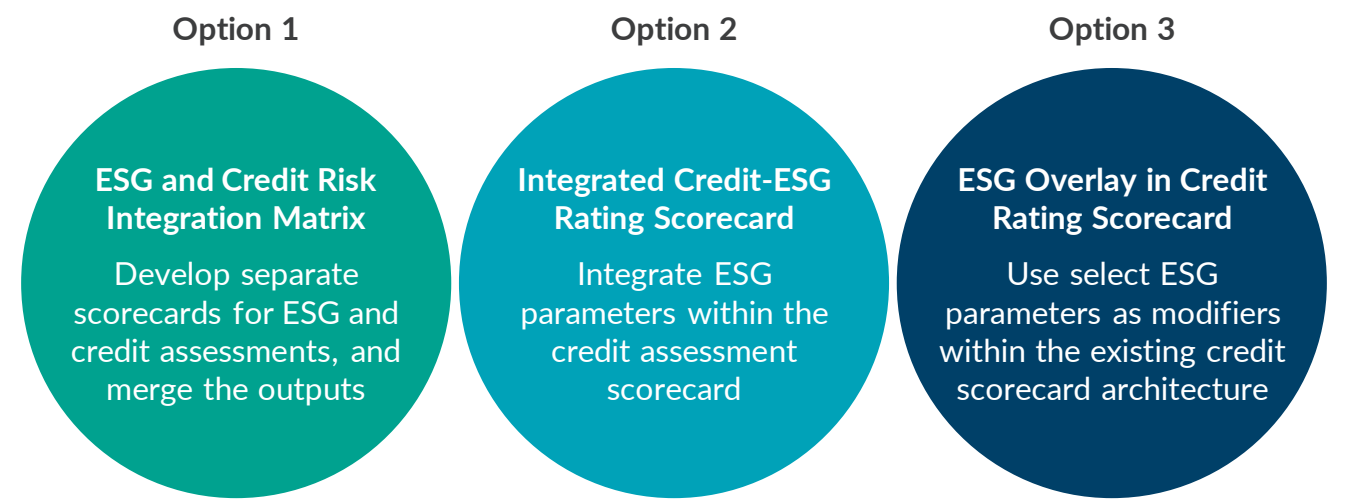 Option 1
ESG and Credit Risk
Integration Matrix
Develop separate
scorecards for ESG and
credit assessments, and
merge the outputs
Option 2
Integrated Credit-ESG
Rating Scorecard
Integrate ESG
parameters within the
credit assessment
scorecard
Option 3
ESG Overlay in Credit
Rating Scorecard
Use select ESG
parameters as modifiers
within the existing credit
scorecard architecture